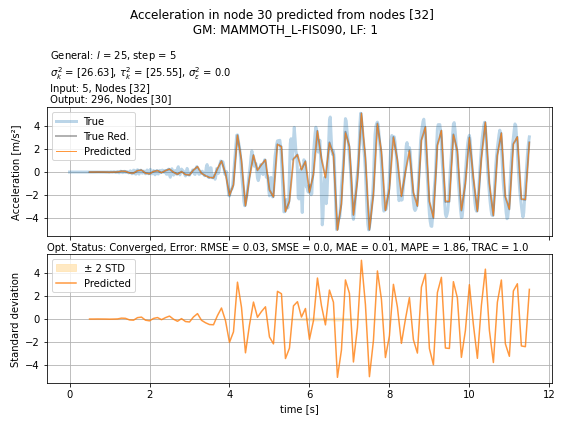 Acceleration in node 30 predicted from nodes [32]
GM: MAMMOTH_L-FIS090, LF: 1
General: l = 25, step = 5
σ²ₖ = [26.63], τ²ₖ = [25.55], σ²ε = 0.0
Input: 5, Nodes [32]
Output: 296, Nodes [30]
True
True Red.
Predicted
Acceleration [m/s²]
4
2
0
−2
−4
Opt. Status: Converged, Error: RMSE = 0.03, SMSE = 0.0, MAE = 0.01, MAPE = 1.86, TRAC = 1.0
± 2 STD
Predicted
Standard deviation
4
2
0
−2
−4
0 2 4 6 8 10 12
time [s]